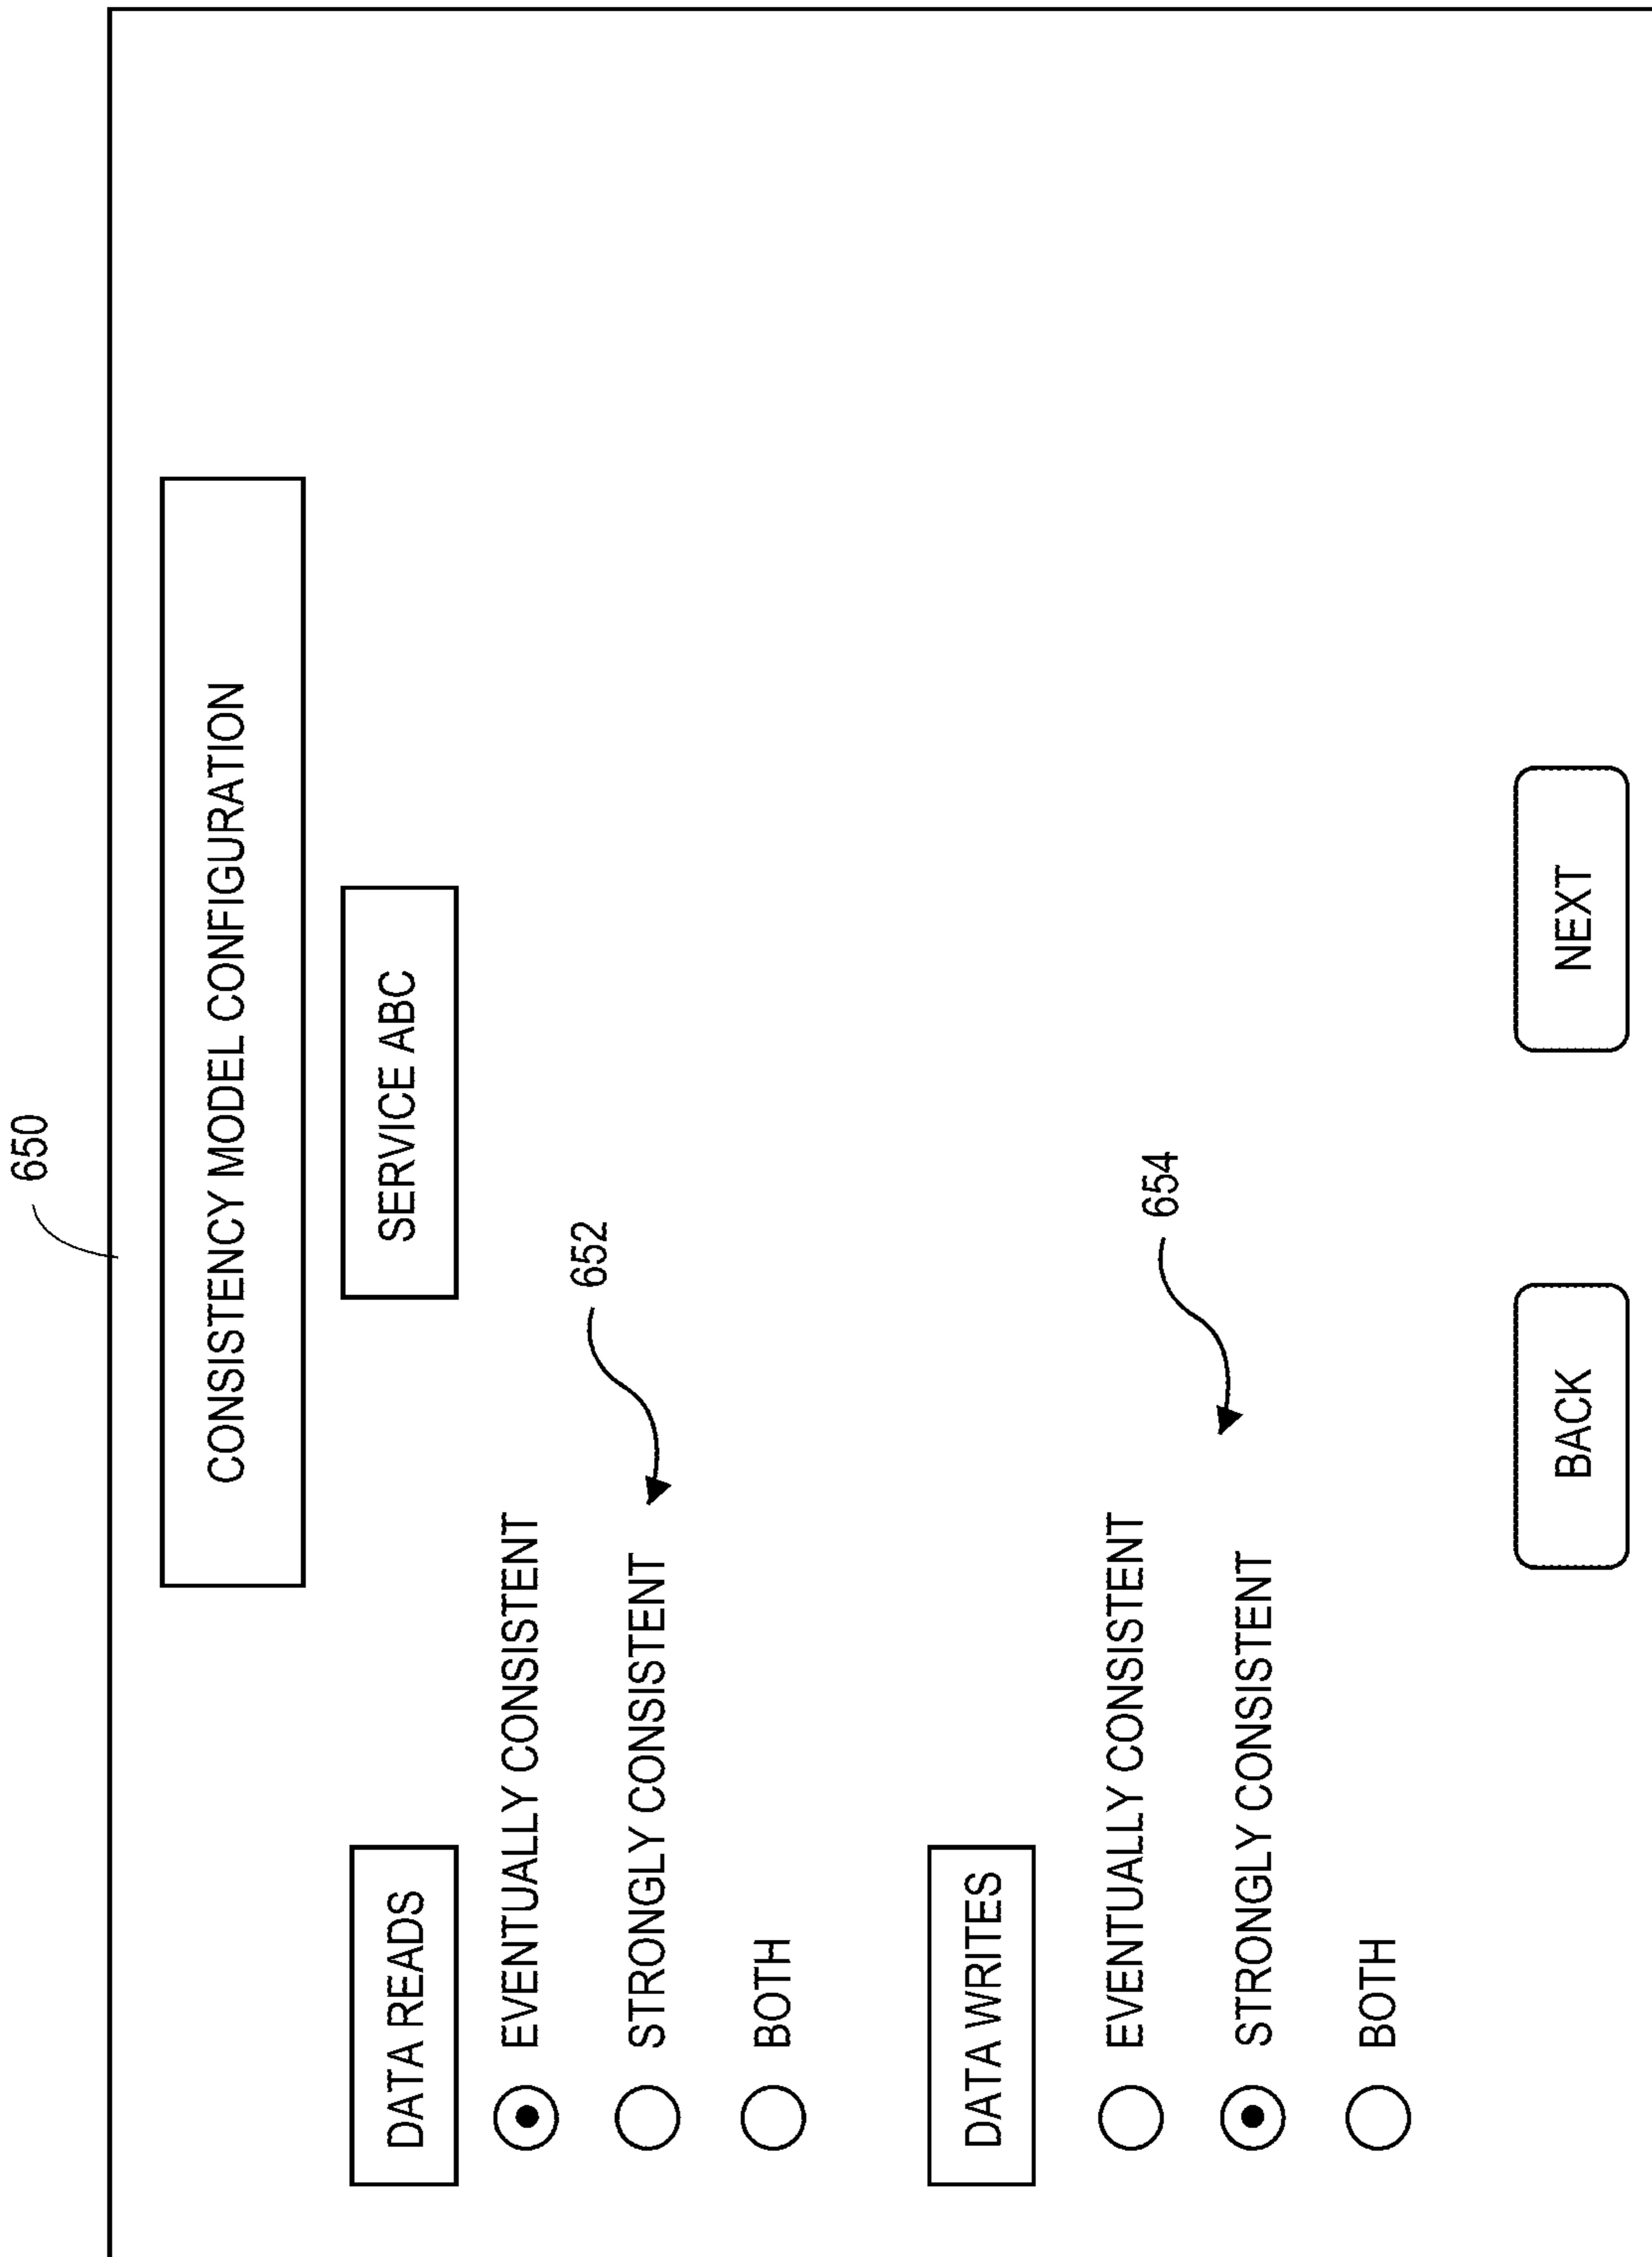 650
CONSISTENCY MODEL CONFIGURATION
SERVICE ABC
DATA READS
EVENTUALLY CONSISTENT
STRONGLY CONSISTENT
652
BOTH
DATA WRITES
EVENTUALLY CONSISTENT
654
STRONGLY CONSISTENT
BOTH
BACK
NEXT